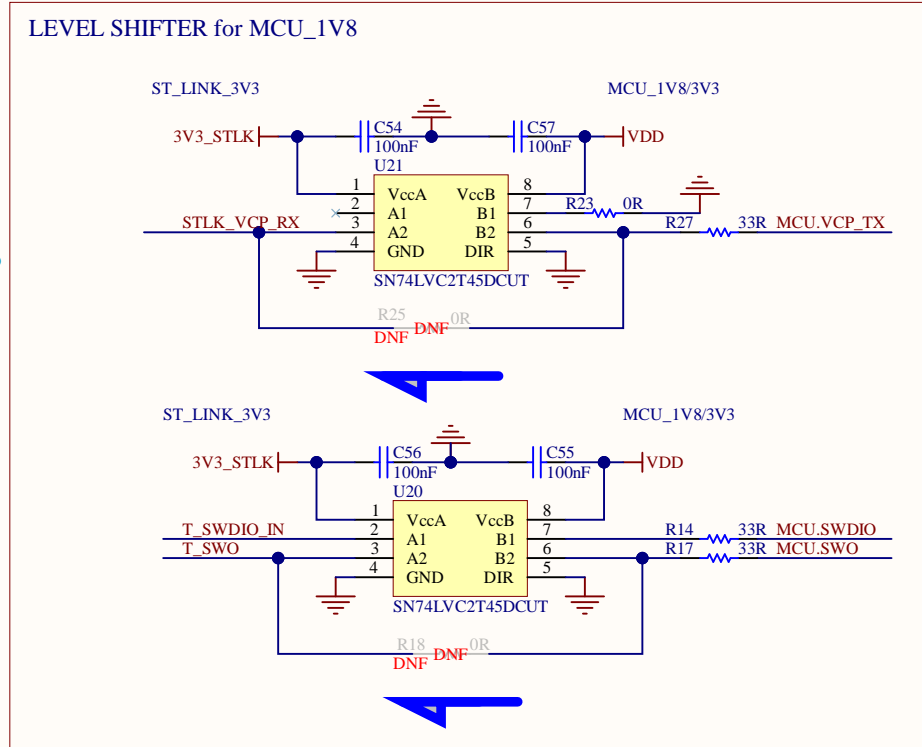 LEVEL SHIFTER for MCU_1V8
ST_LINK_3V3 MCU_1V8/3V3
3V3_STLK C54 C57 VDD
100nF 100nF
U21
1 VccA VccB 8
2 A1 B1 7 R23 0R
STLK_VCP_RX 3 A2 B2 6 R27 33R MCU.VCP_TX
4 GND DIR 5
SN74LVC2T45DCUT
R25 0R
DNF DNF
ST_LINK_3V3 MCU_1V8/3V3
3V3_STLK C56 C55 VDD
100nF 100nF
U20
1 VccA VccB 8
T_SWDIO_IN 2 A1 B1 7 R14 33R MCU.SWDIO
T_SWO 3 A2 B2 6 R17 33R MCU.SWO
4 GND DIR 5
SN74LVC2T45DCUT
R18 0R
DNF DNF